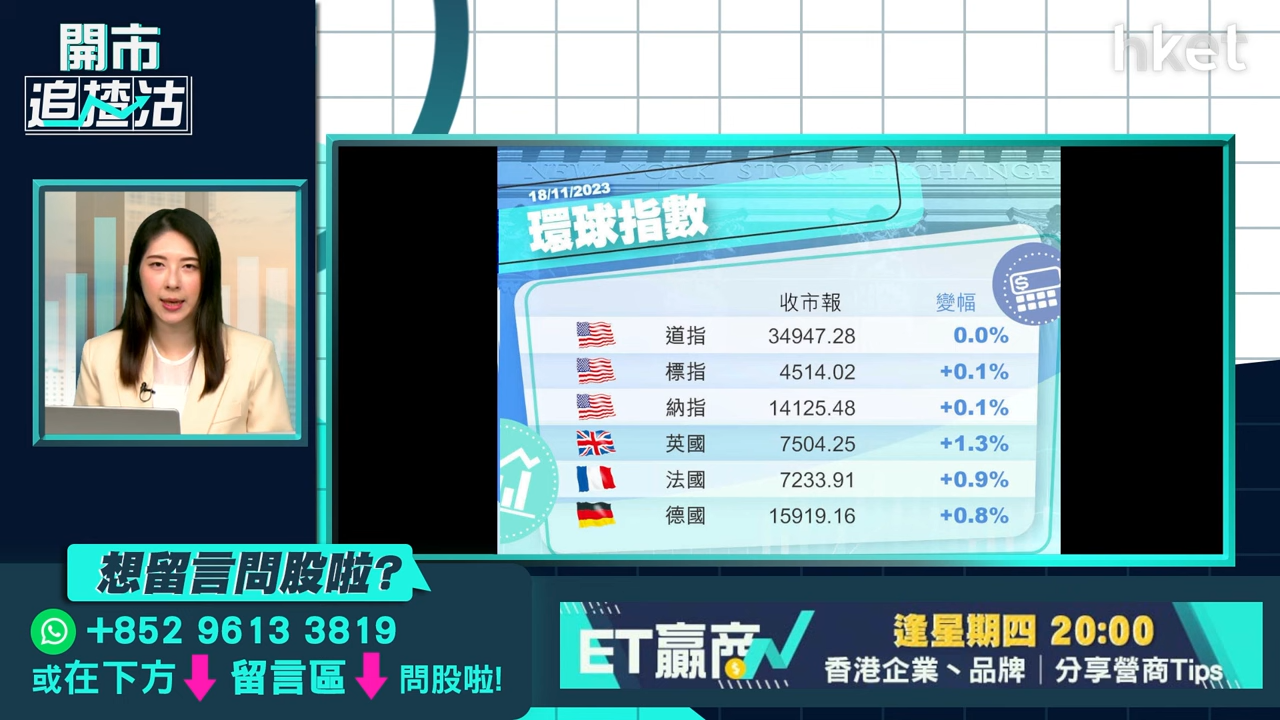 開市
追揸沽
hket
NEW YORK STOCK EXCHANGE
18/11/2023
環球指數
收市報 變幅
道指 34947.28 0.0%
標指 4514.02 +0.1%
納指 14125.48 +0.1%
英國 7504.25 +1.3%
法國 7233.91 +0.9%
德國 15919.16 +0.8%
想留言問股啦?
+852 9613 3819
或在下方 留言區 問股啦!
ET贏商
逢星期四 20:00
香港企業、品牌｜分享營商Tips